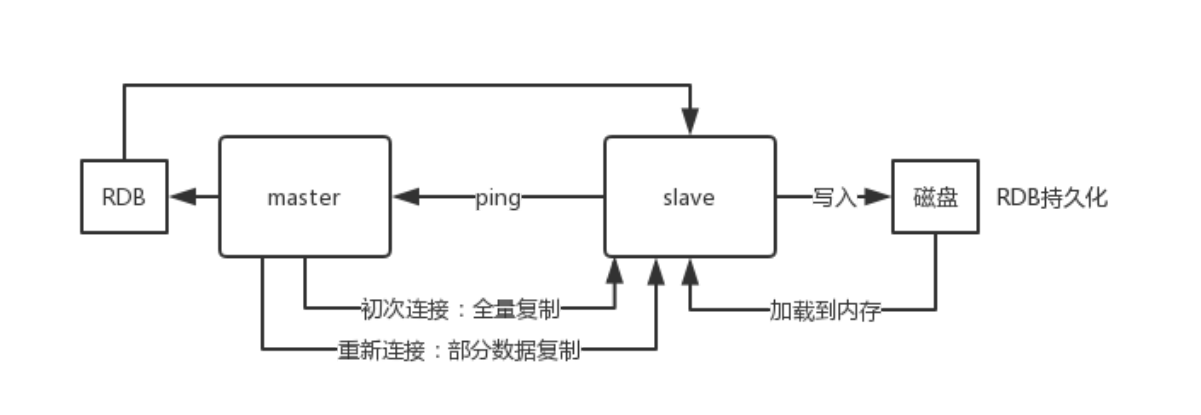 RDB
master
ping
slave
写入
磁盘
RDB持久化
初次连接：全量复制
加载到内存
重新连接：部分数据复制